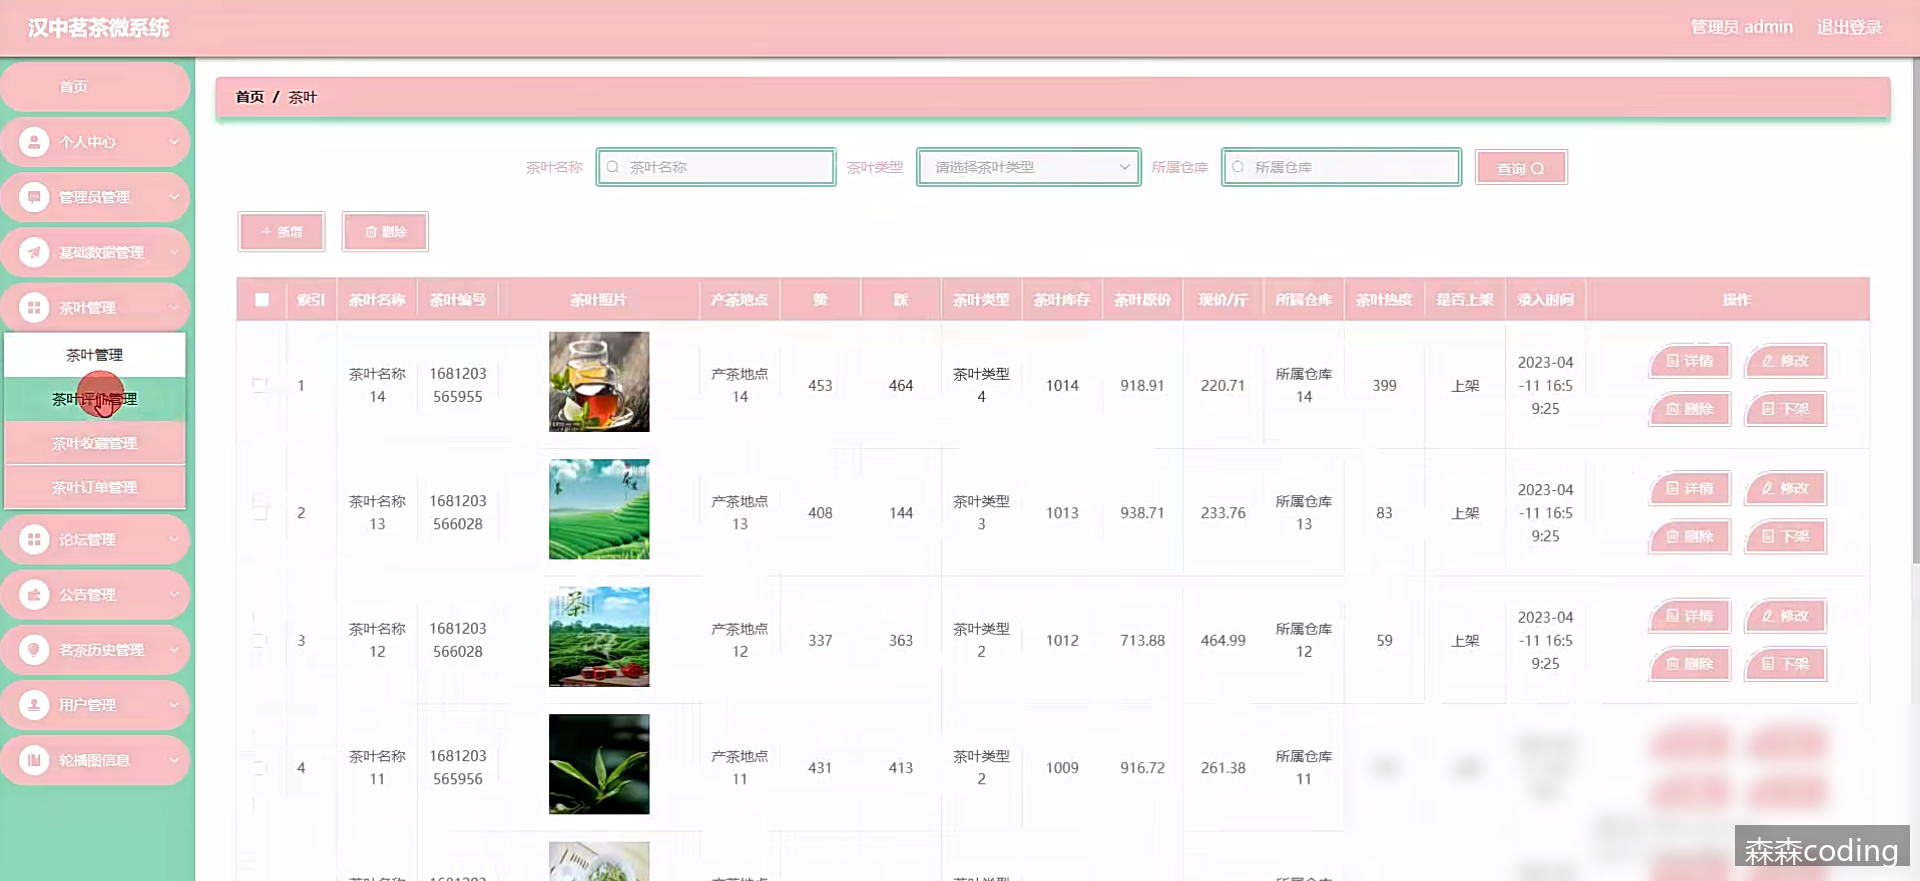 汉中茗茶微系统
管理员 admin 退出登录
首页
个人中心
管理员管理
基础数据管理
茶叶管理
茶叶管理
茶叶评价管理
茶叶收藏管理
茶叶订单管理
论坛管理
公告管理
茗茶历史管理
用户管理
轮播图信息
首页 / 茶叶
茶叶名称 茶叶名称 茶叶类型 请选择茶叶类型 所属仓库 所属仓库 查询
+ 新增 删除
索引 茶叶名称 茶叶编号 茶叶照片 产茶地点 赞 踩 茶叶类型 茶叶库存 茶叶原价 现价/斤 所属仓库 茶叶热度 是否上架 录入时间 操作
1 茶叶名称14 1681203565955 产茶地点14 453 464 茶叶类型4 1014 918.91 220.71 所属仓库14 399 上架 2023-04-11 16:59:25 详情 修改 删除 下架
2 茶叶名称13 1681203566028 产茶地点13 408 144 茶叶类型3 1013 938.71 233.76 所属仓库13 83 上架 2023-04-11 16:59:25 详情 修改 删除 下架
3 茶叶名称12 1681203566028 产茶地点12 337 363 茶叶类型2 1012 713.88 464.99 所属仓库12 59 上架 2023-04-11 16:59:25 详情 修改 删除 下架
4 茶叶名称11 1681203565956 产茶地点11 431 413 茶叶类型2 1009 916.72 261.38 所属仓库11
森森coding